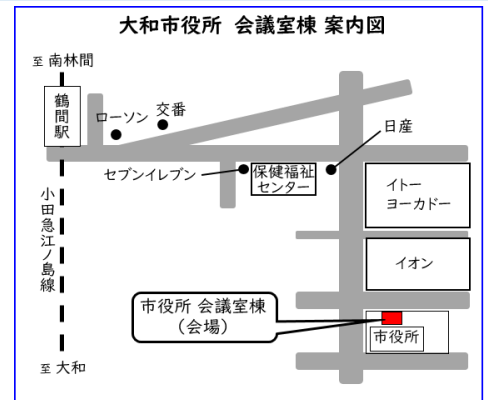 大和市役所 会議室棟 案内図
至 南林間
鶴間駅
ローソン
交番
日産
セブンイレブン
保健福祉
センター
イトー
ヨーカドー
小田急江ノ島線
イオン
市役所 会議室棟
（会場）
市役所
至 大和